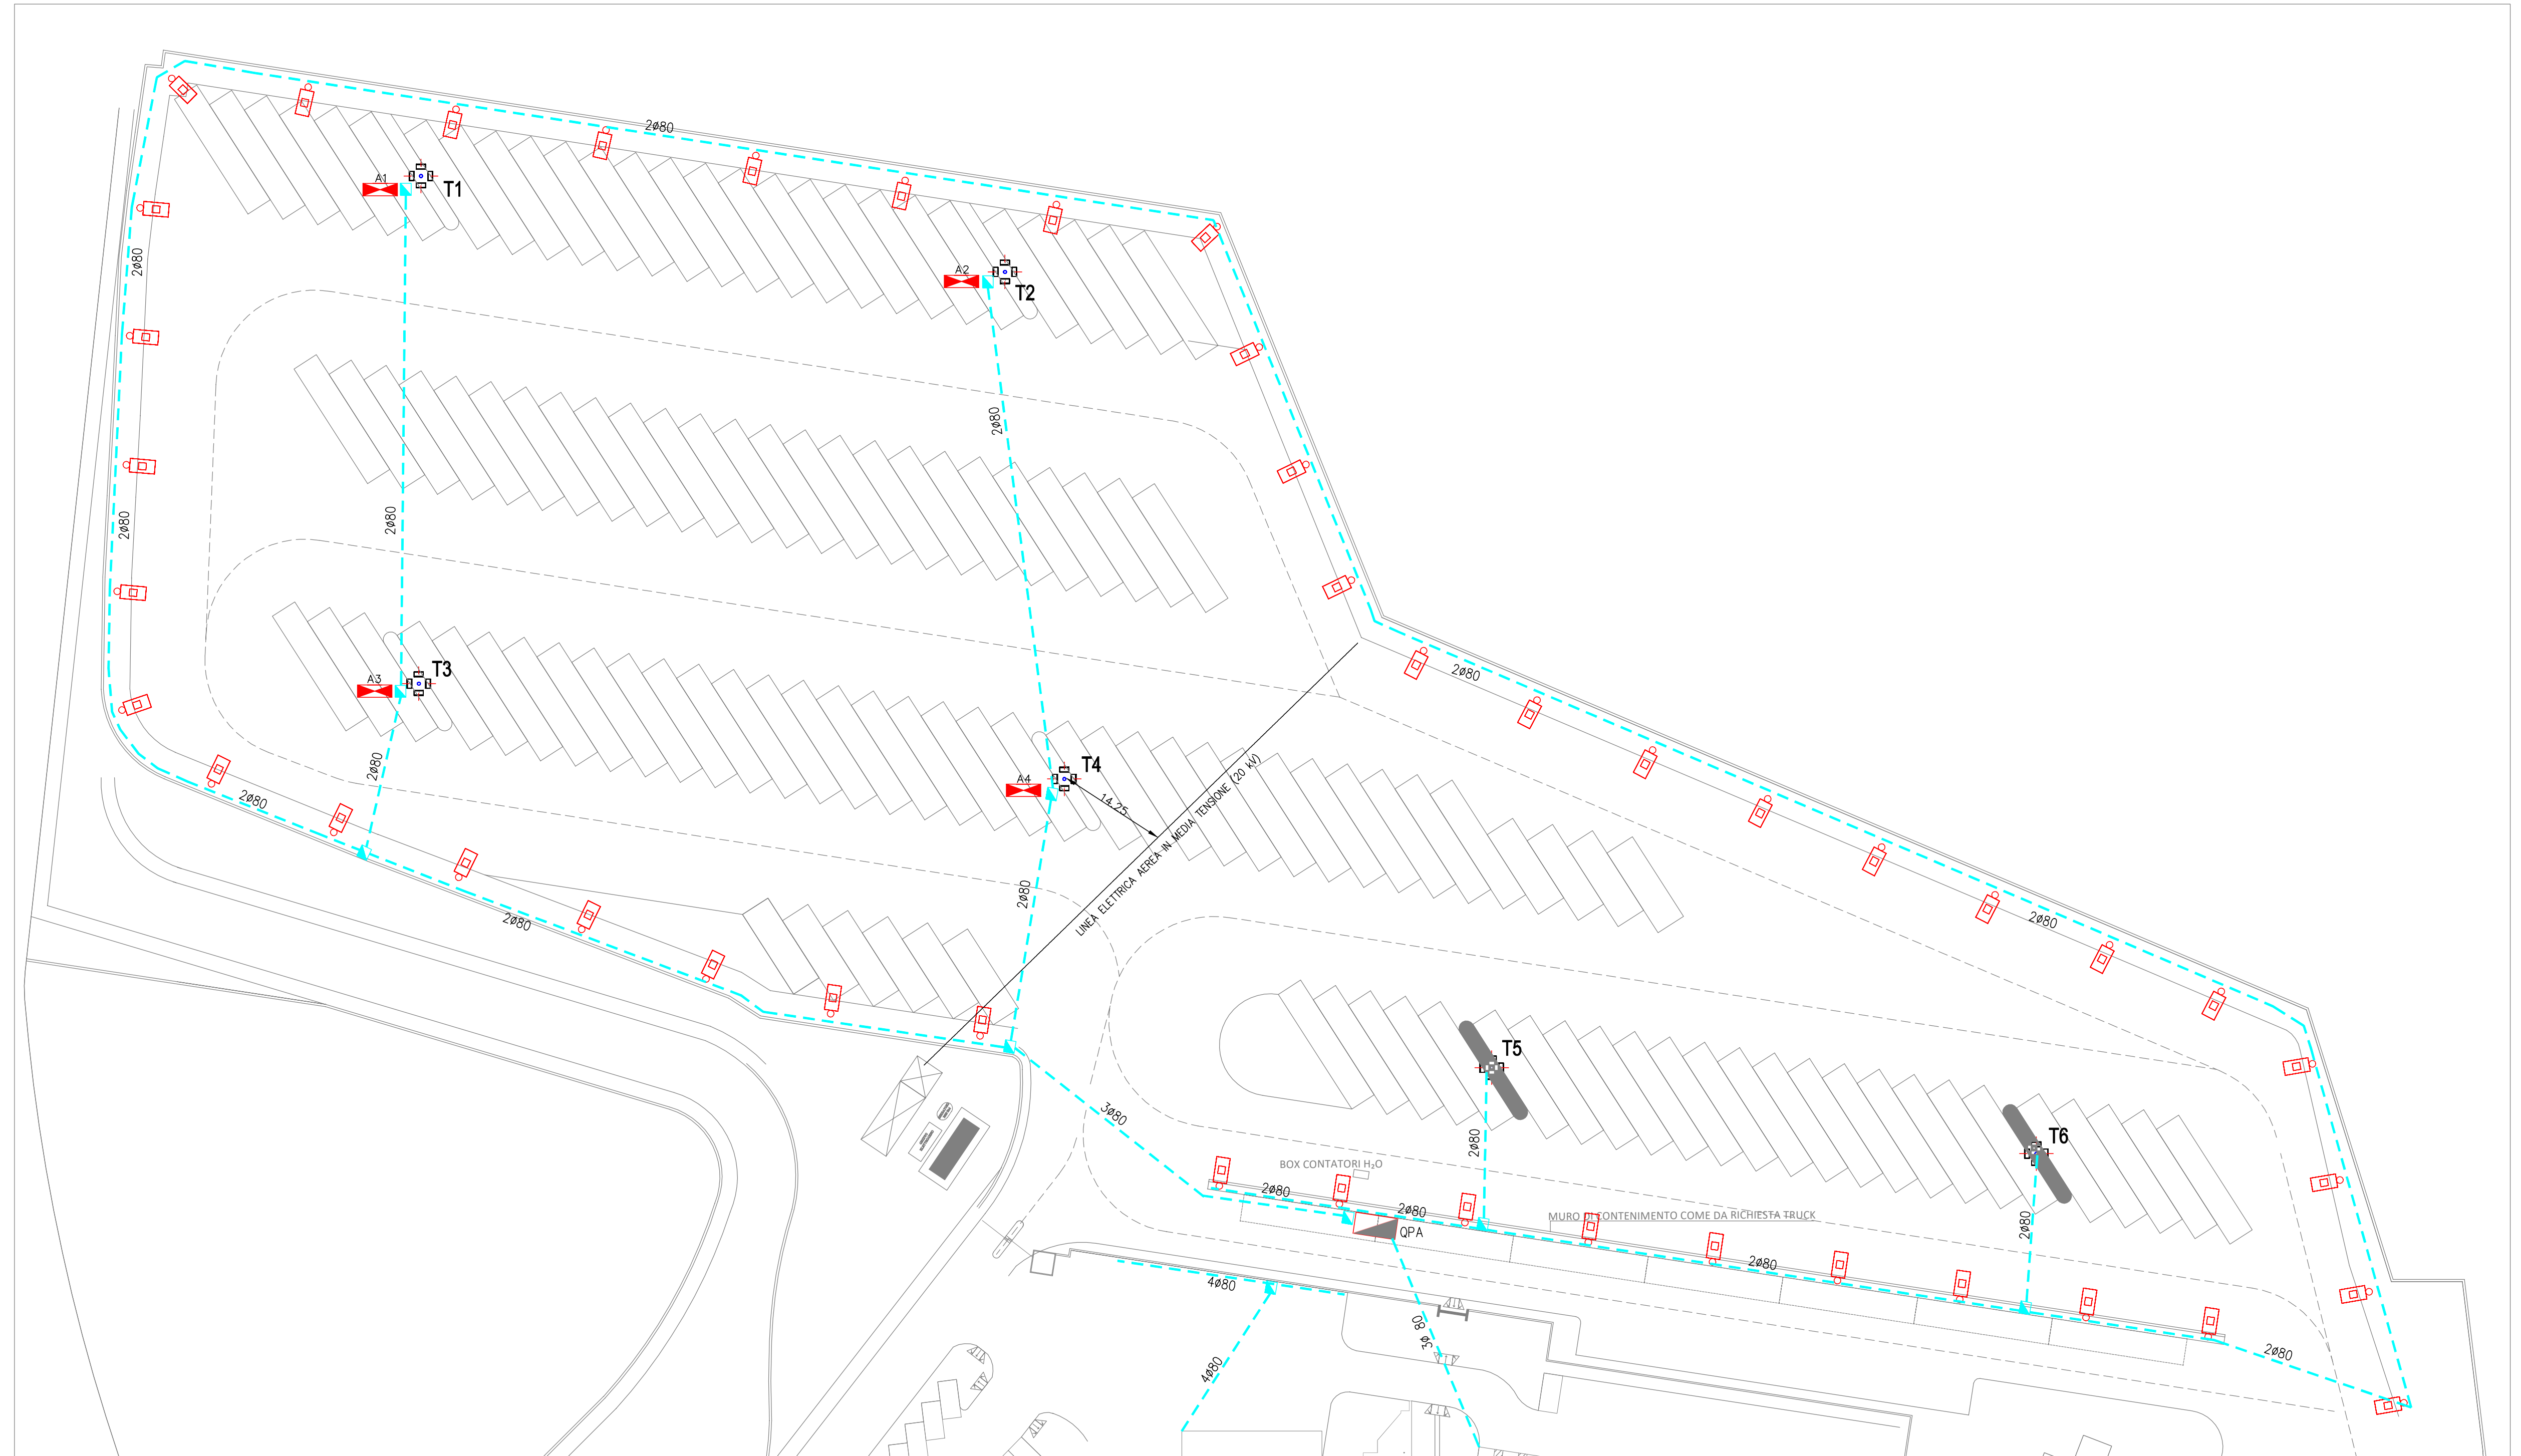 2ø80
A1
T1
2ø80
A2
T2
2ø80
2ø80
2ø80
T3
2ø80
A3
2ø80
T4
2ø80
A4
14.25
LINEA ELETTRICA AEREA IN MEDIA TENSIONE (20 kV)
2ø80
2ø80
2ø80
2ø80
T5
3ø80
T6
2ø80
BOX CONTATORI H₂O
2ø80
2ø80
MURO DI CONTENIMENTO COME DA RICHIESTA TRUCK
QPA
2ø80
2ø80
4ø80
3ø 80
2ø80
4ø80